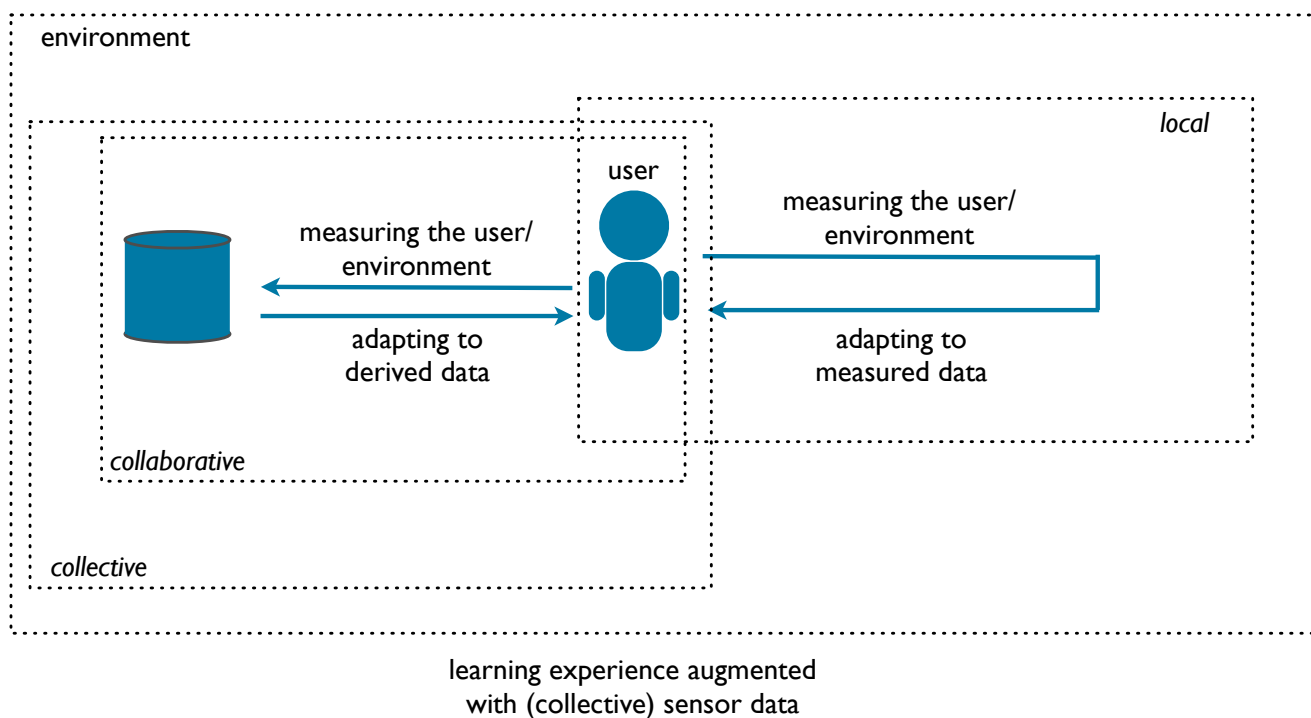 environment
local
user
measuring the user/
environment
measuring the user/
environment
adapting to
derived data
adapting to
measured data
collaborative
collective
learning experience augmented
with (collective) sensor data